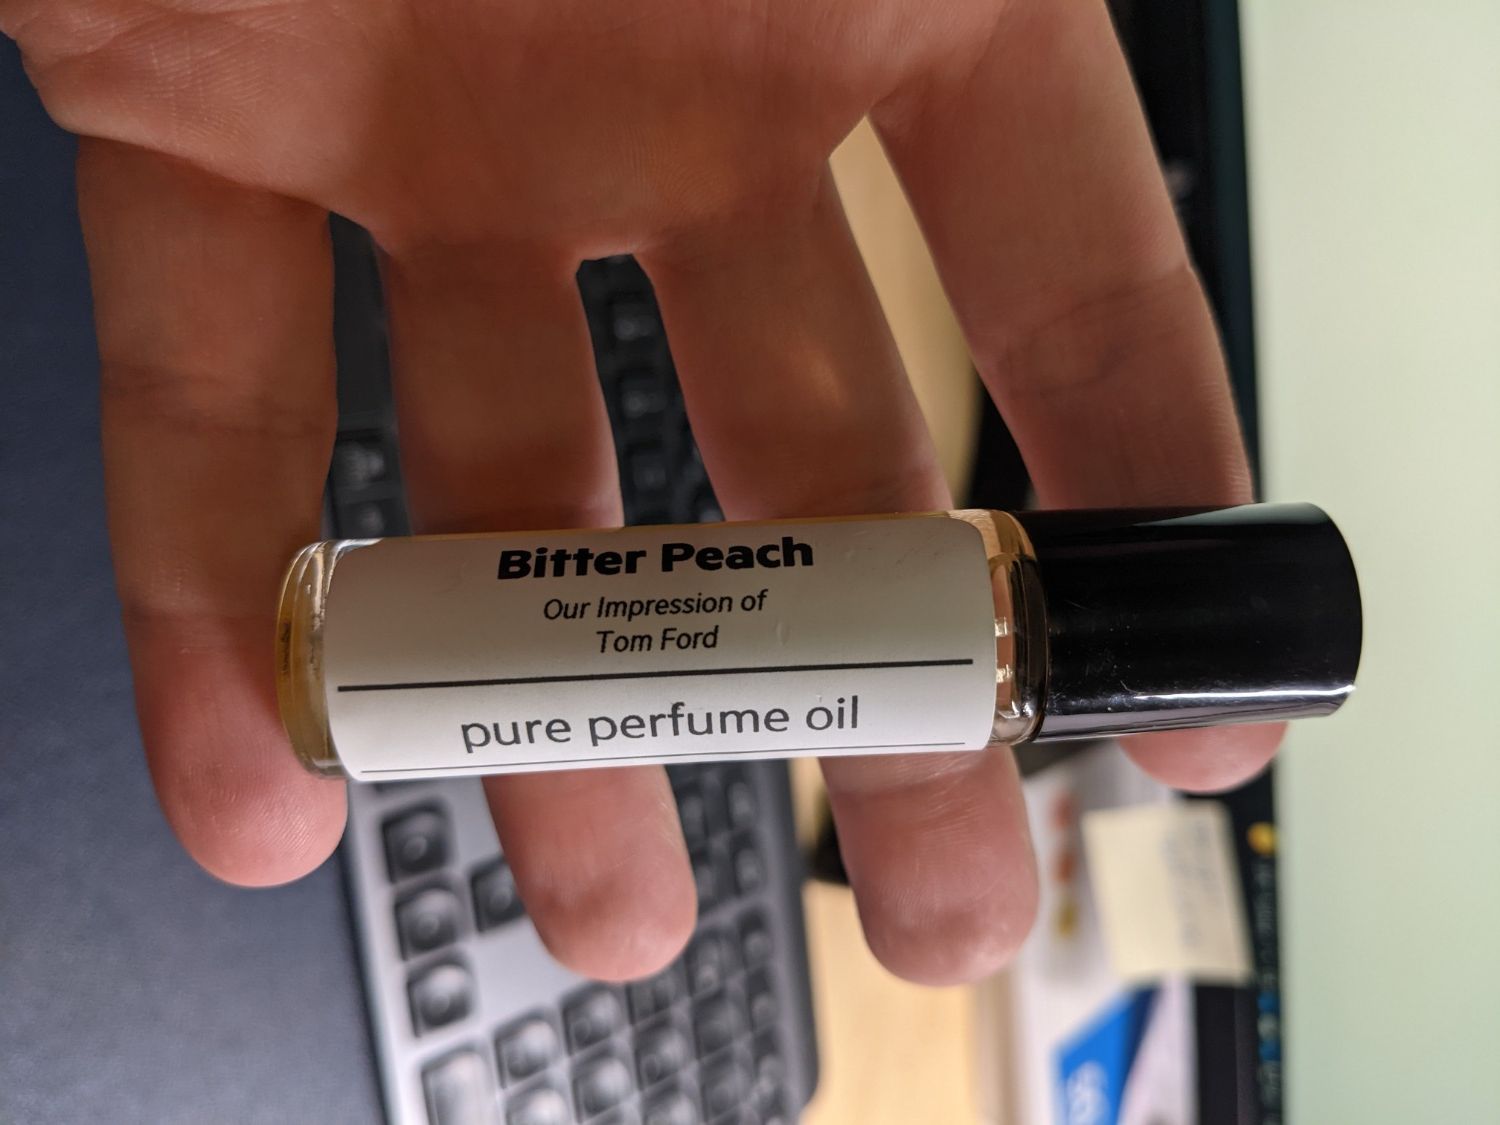 Bitter Peach
Our Impression of
Tom Ford
pure perfume oil